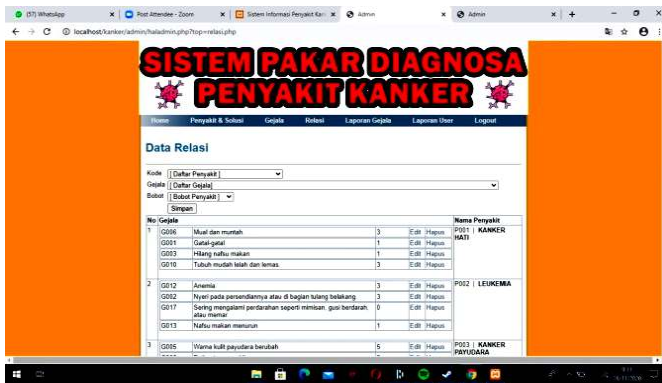 (57) WhatsApp
Post Attendee - Zoom
Sistem Informasi Penyakit Kan
Admin
Admin
localhost/kanker/admin/haladmin.php?top=relasi.php
SISTEM PAKAR DIAGNOSA
PENYAKIT KANKER
Home Penyakit & Solusi Gejala Relasi Laporan Gejala Laporan User Logout
Data Relasi
Kode [ Daftar Penyakit ]
Gejala [ Daftar Gejala]
Bobot [ Bobot Penyakit ]
Simpan
No Gejala Nama Penyakit
1 G006 Mual dan muntah 3 Edit Hapus P001 | KANKER HATI
G001 Gatal-gatal 1 Edit Hapus
G003 Hilang nafsu makan 1 Edit Hapus
G010 Tubuh mudah lelah dan lemas. 3 Edit Hapus
2 G012 Anemia 3 Edit Hapus P002 | LEUKEMIA
G002 Nyeri pada persendiannya atau di bagian tulang belakang. 3 Edit Hapus
G017 Sering mengalami perdarahan seperti mimisan, gusi berdarah, atau memar 0 Edit Hapus
G013 Nafsu makan menurun 1 Edit Hapus
3 G005 Warna kulit payudara berubah 5 Edit Hapus P003 | KANKER PAYUDARA